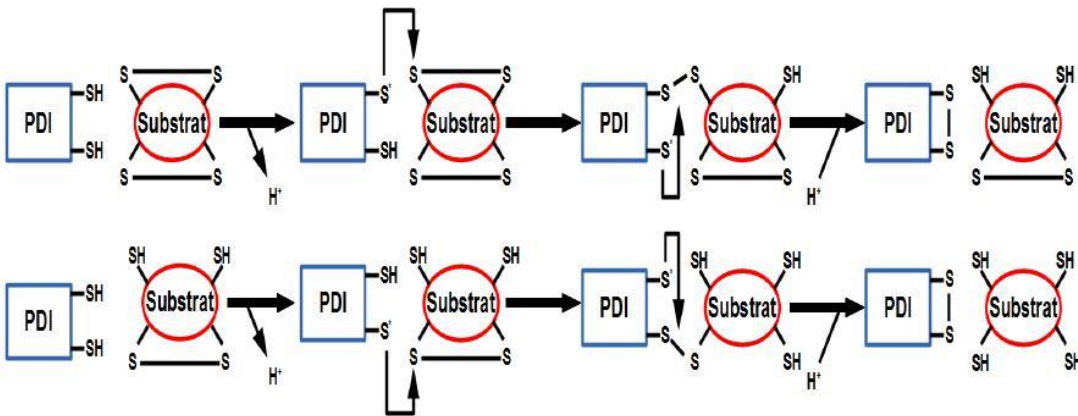 S S S S SH SH SH
SH S' S S S
PDI Substrat PDI Substrat PDI Substrat PDI Substrat
SH SH S' S
S S S S S S S S
H⁺ H⁺
SH SH SH SH SH SH SH SH
SH SH S' S
PDI Substrat PDI Substrat PDI Substrat PDI Substrat
SH S' S S
S S S S S SH SH SH
H⁺ H⁺